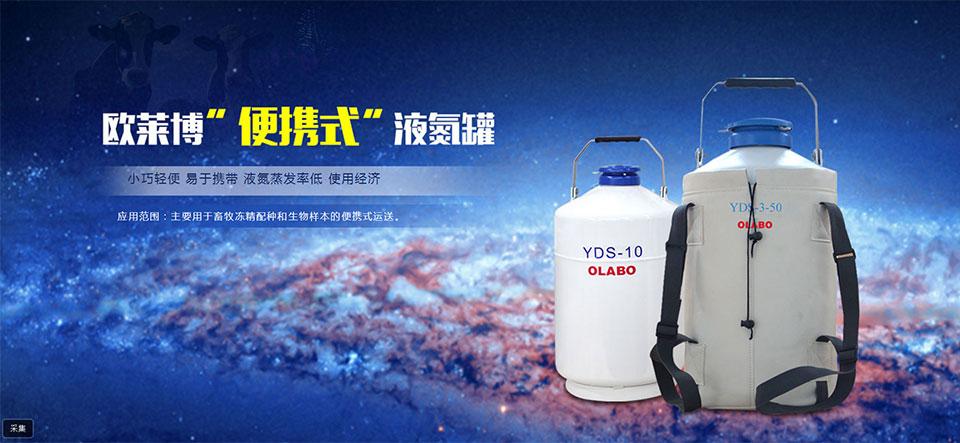 欧莱博"便携式"液氮罐
小巧轻便 易于携带 液氮蒸发率低 使用经济
应用范围：主要用于畜牧冻精配种和生物样本的便携式运送。
YDS-3-50
OLABO
YDS-10
OLABO
采集